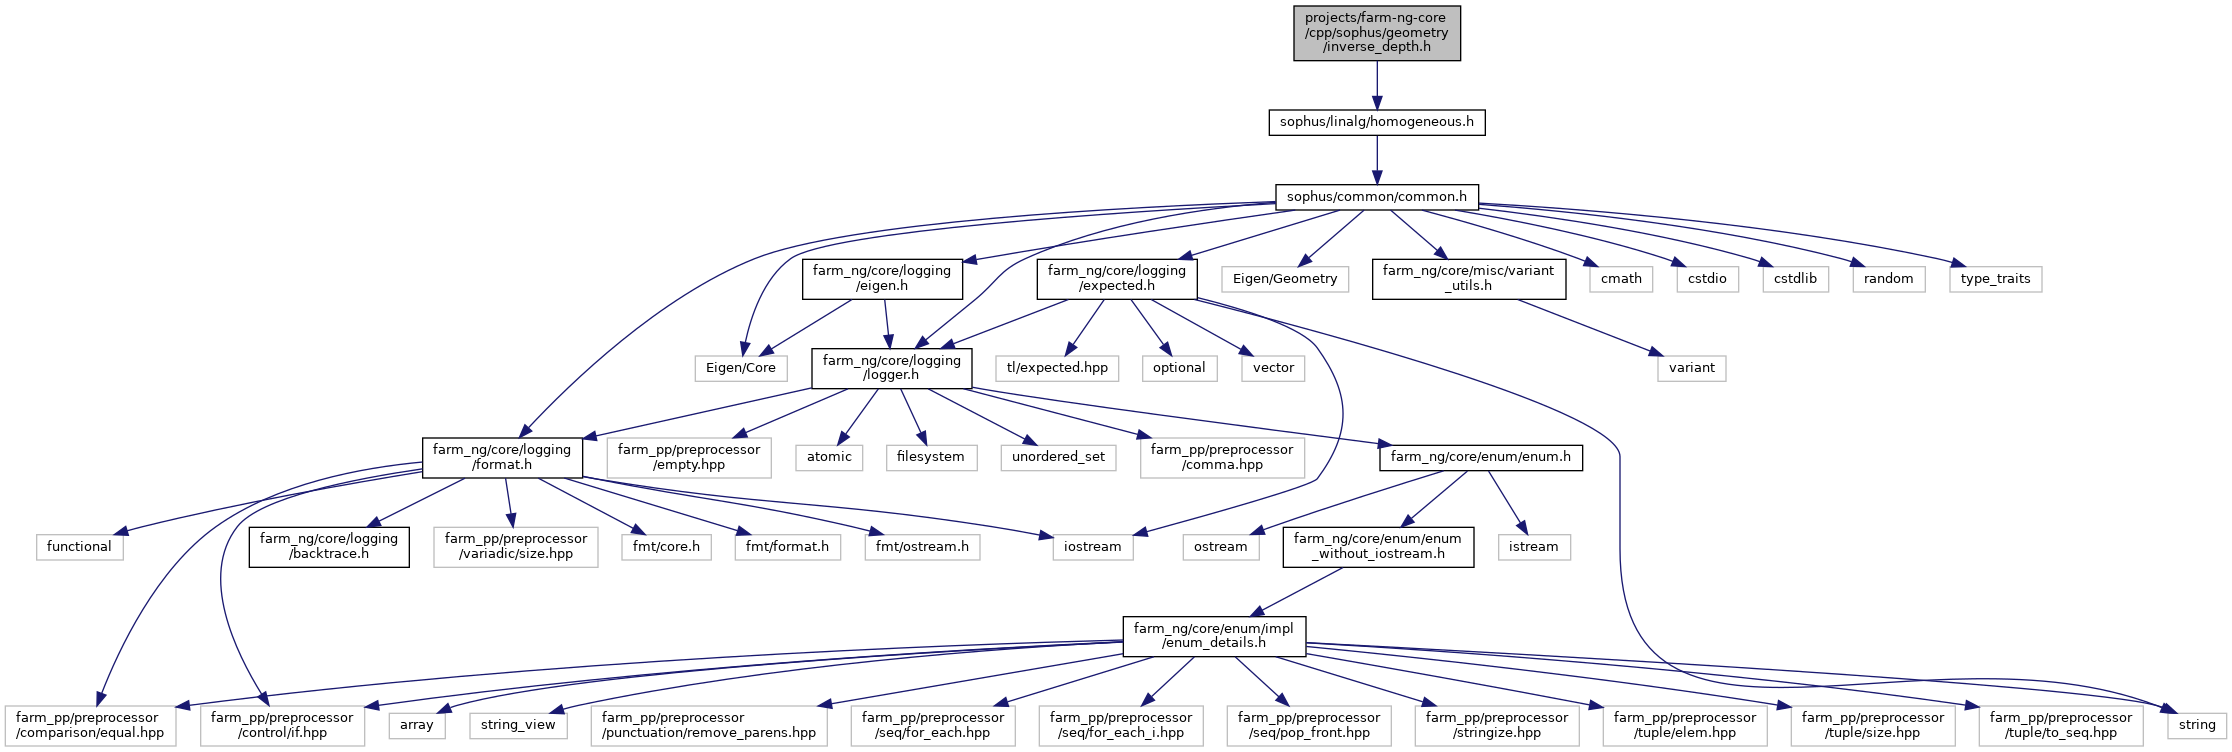 projects/farm-ng-core
/cpp/sophus/geometry
/inverse_depth.h
sophus/linalg/homogeneous.h
sophus/common/common.h
farm_ng/core/logging
/eigen.h
farm_ng/core/logging
/expected.h
Eigen/Geometry
farm_ng/core/misc/variant
_utils.h
cmath
cstdio
cstdlib
random
type_traits
Eigen/Core
farm_ng/core/logging
/logger.h
tl/expected.hpp
optional
vector
variant
farm_ng/core/logging
/format.h
farm_pp/preprocessor
/empty.hpp
atomic
filesystem
unordered_set
farm_pp/preprocessor
/comma.hpp
farm_ng/core/enum/enum.h
functional
farm_ng/core/logging
/backtrace.h
farm_pp/preprocessor
/variadic/size.hpp
fmt/core.h
fmt/format.h
fmt/ostream.h
iostream
ostream
farm_ng/core/enum/enum
_without_iostream.h
istream
farm_ng/core/enum/impl
/enum_details.h
farm_pp/preprocessor
/comparison/equal.hpp
farm_pp/preprocessor
/control/if.hpp
array
string_view
farm_pp/preprocessor
/punctuation/remove_parens.hpp
farm_pp/preprocessor
/seq/for_each.hpp
farm_pp/preprocessor
/seq/for_each_i.hpp
farm_pp/preprocessor
/seq/pop_front.hpp
farm_pp/preprocessor
/stringize.hpp
farm_pp/preprocessor
/tuple/elem.hpp
farm_pp/preprocessor
/tuple/size.hpp
farm_pp/preprocessor
/tuple/to_seq.hpp
string